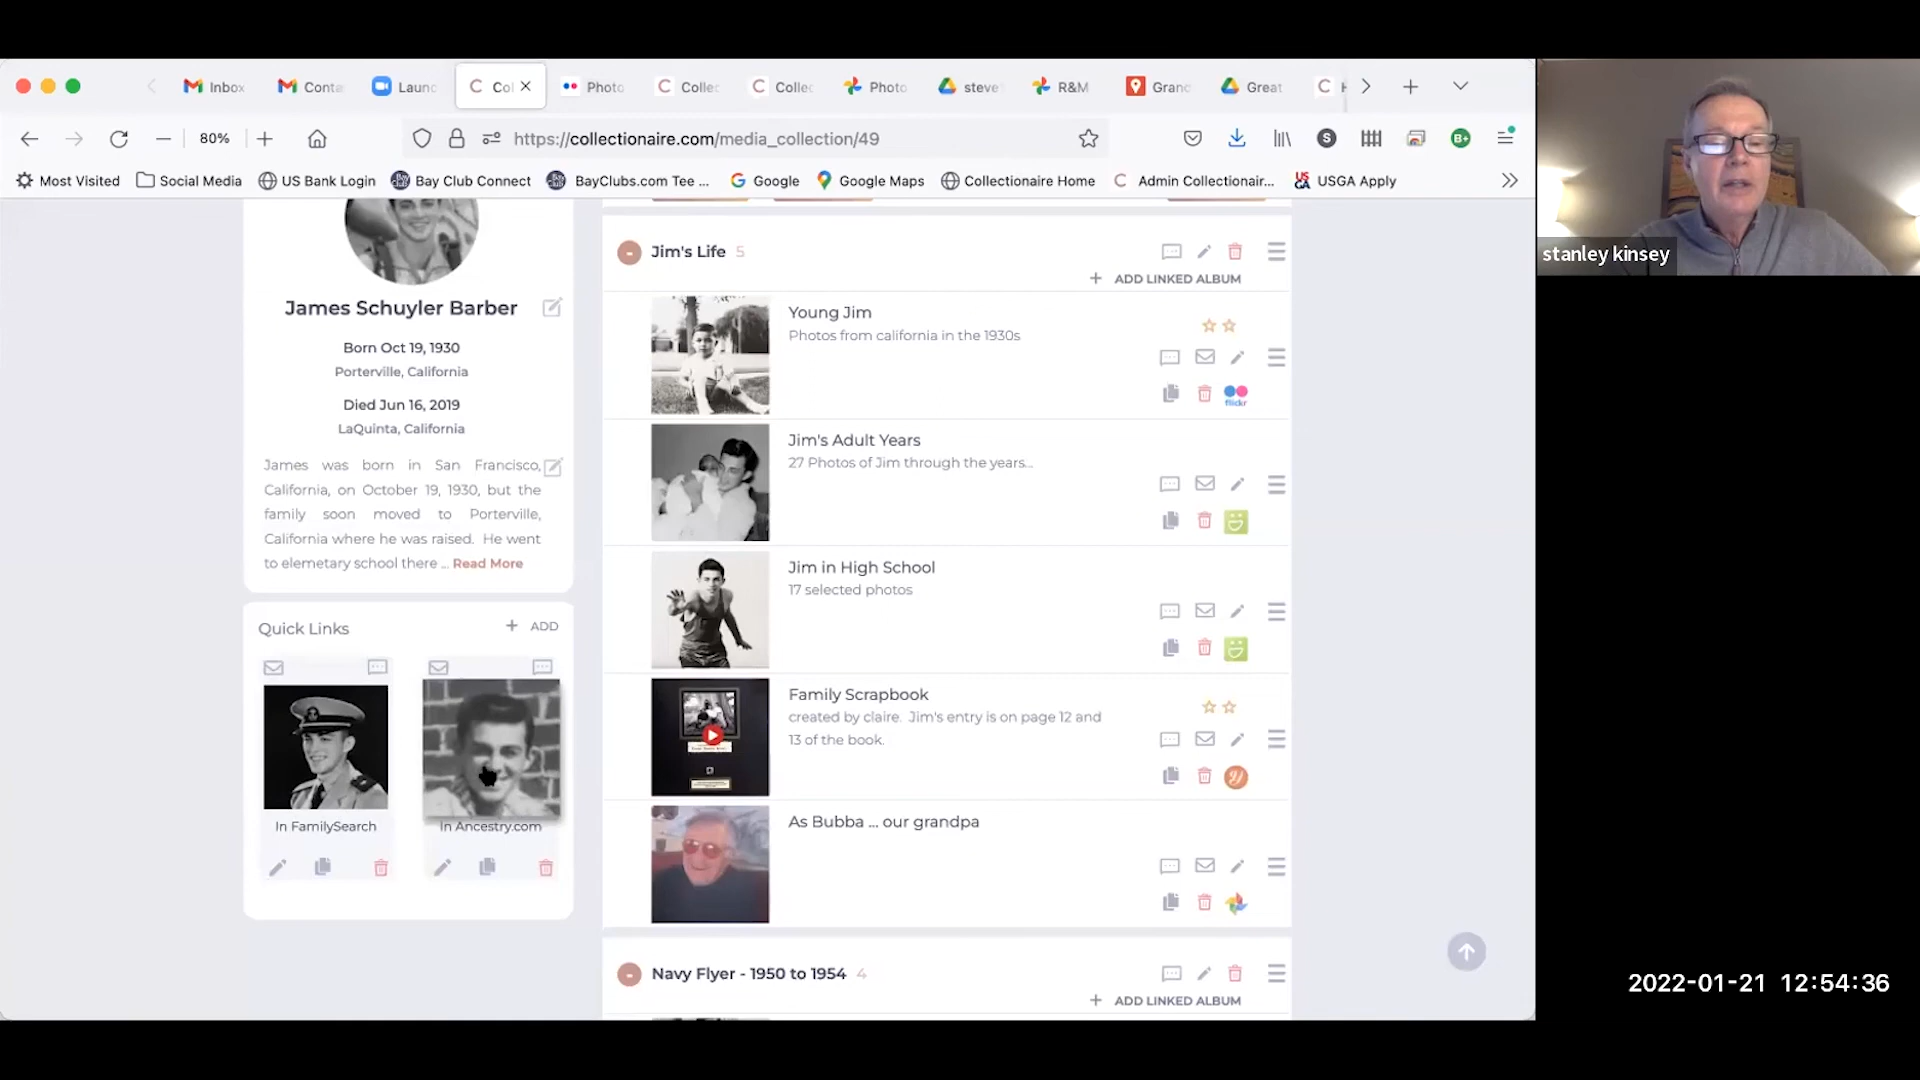 Inbox
Conta
Launc
Col
Photo
Collec
Collec
Photo
steve
R&M
Grand
Great
80%
https://collectionaire.com/media_collection/49
S
B+
Most Visited
Social Media
US Bank Login
Bay Club Connect
BayClubs.com Tee ...
Google
Google Maps
Collectionaire Home
Admin Collectionair...
USGA Apply
stanley kinsey
James Schuyler Barber
Born Oct 19, 1930
Porterville, California
Died Jun 16, 2019
LaQuinta, California
James was born in San Francisco,
California, on October 19, 1930, but the
family soon moved to Porterville,
California where he was raised. He went
to elemetary school there ... Read More
Quick Links
+ ADD
In FamilySearch
In Ancestry.com
- Jim's Life 5
+ ADD LINKED ALBUM
Young Jim
Photos from california in the 1930s
flickr
Jim's Adult Years
27 Photos of Jim through the years...
Jim in High School
17 selected photos
Family Scrapbook
created by claire. Jim's entry is on page 12 and
13 of the book.
As Bubba ... our grandpa
- Navy Flyer - 1950 to 1954 4
+ ADD LINKED ALBUM
2022-01-21 12:54:36